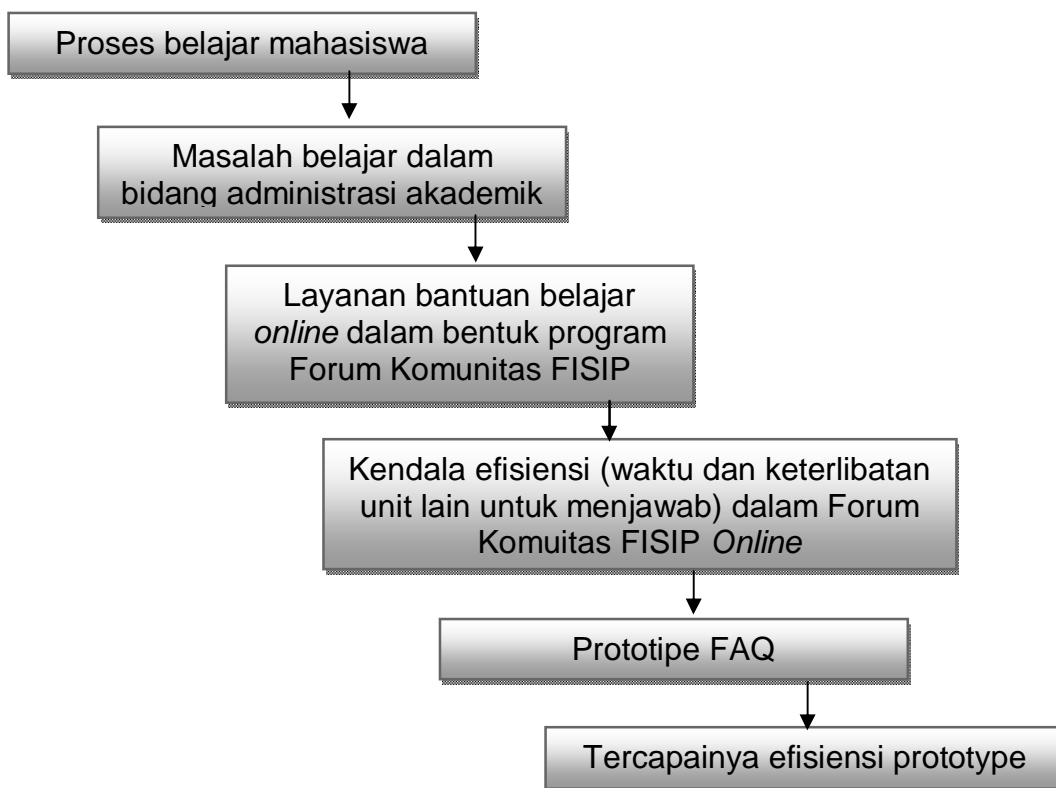 Proses belajar mahasiswa
Masalah belajar dalam
bidang administrasi akademik
Layanan bantuan belajar
online dalam bentuk program
Forum Komunitas FISIP
Kendala efisiensi (waktu dan keterlibatan
unit lain untuk menjawab) dalam Forum
Komuitas FISIP Online
Prototipe FAQ
Tercapainya efisiensi prototype